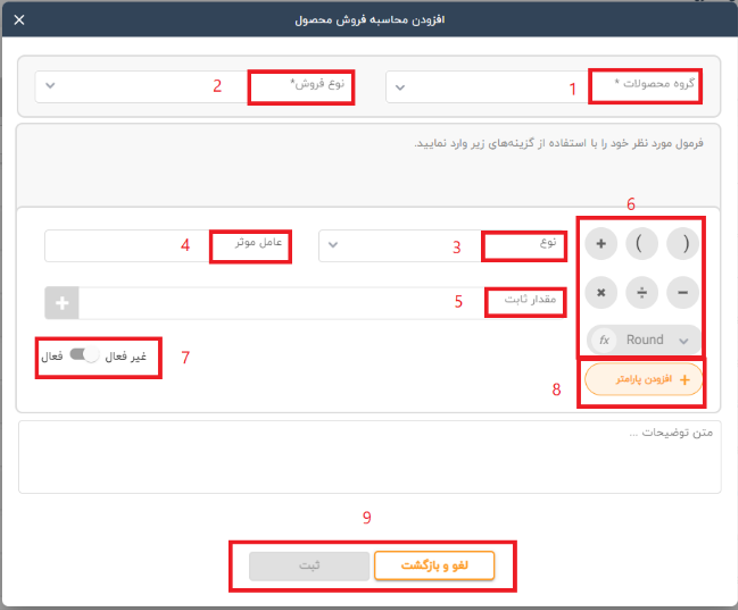 افزودن محاسبه فروش محصول
گروه محصولات *
1
نوع فروش*
2
فرمول مورد نظر خود را با استفاده از گزینه‌های زیر وارد نمایید.
6
+ ( )
نوع
3
عامل موثر
4
× ÷ −
مقدار ثابت
5
+
fx Round
غیر فعال
فعال
7
+ افزودن پارامتر
8
متن توضیحات ...
9
لغو و بازگشت
ثبت